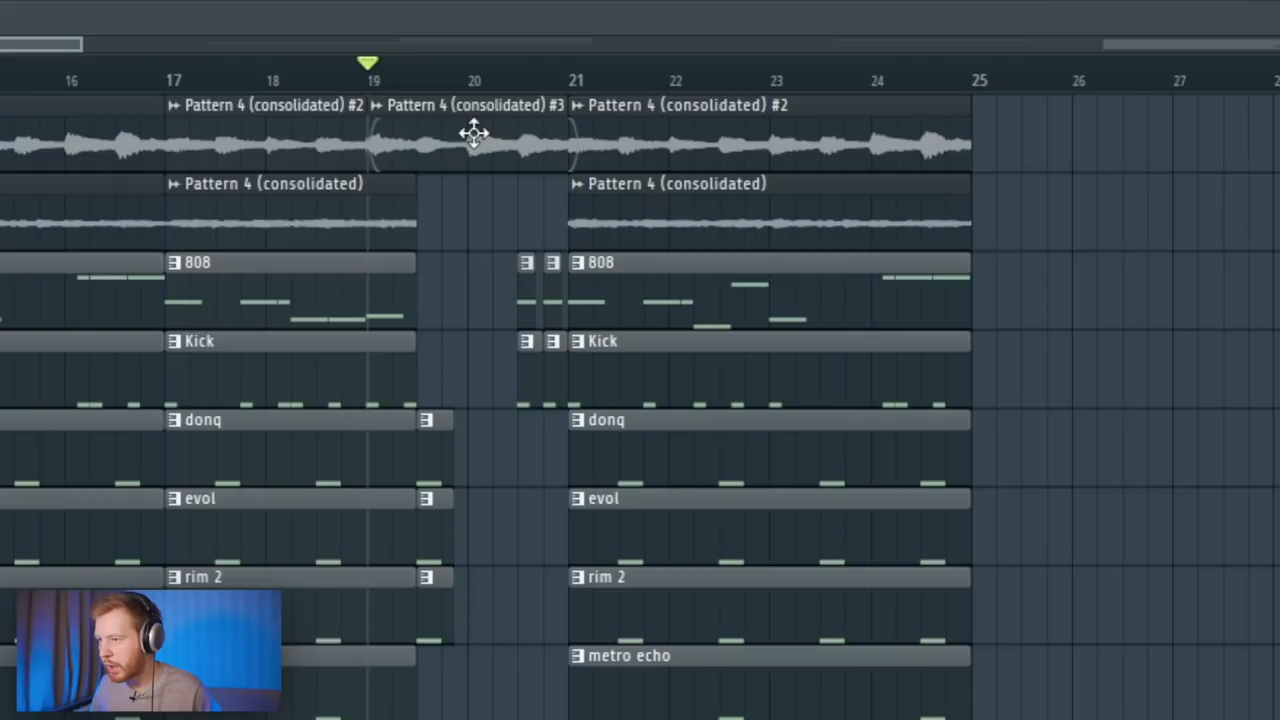 16 17 18 19 20 21 22 23 24 25 26 27
Pattern 4 (consolidated) #2 Pattern 4 (consolidated) #3 Pattern 4 (consolidated) #2
Pattern 4 (consolidated) Pattern 4 (consolidated)
808 808
Kick Kick
donq donq
evol evol
rim 2 rim 2
metro echo